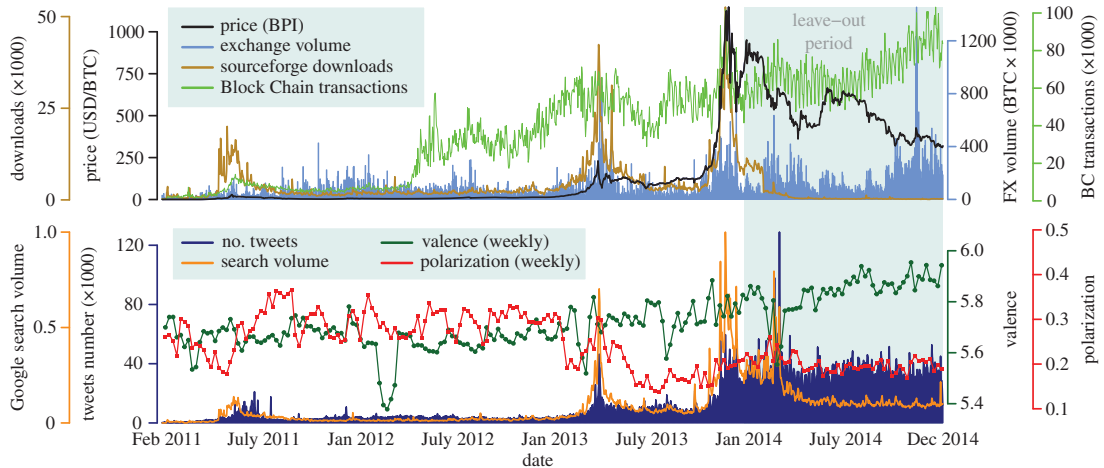 50
25
0
downloads (×1000)
1000
750
500
250
0
price (USD/BTC)
price (BPI)
exchange volume
sourceforge downloads
Block Chain transactions
leave−out
period
1200
800
400
0
FX volume (BTC × 1000)
100
80
60
40
20
0
BC transactions (×1000)
1.0
0.5
0
Google search volume
120
80
40
0
tweets number (×1000)
no. tweets
search volume
valence (weekly)
polarization (weekly)
6.0
5.8
5.6
5.4
valence
0.5
0.4
0.3
0.2
0.1
polarization
Feb 2011
July 2011
Jan 2012
July 2012
Jan 2013
July 2013
Jan 2014
July 2014
Dec 2014
date